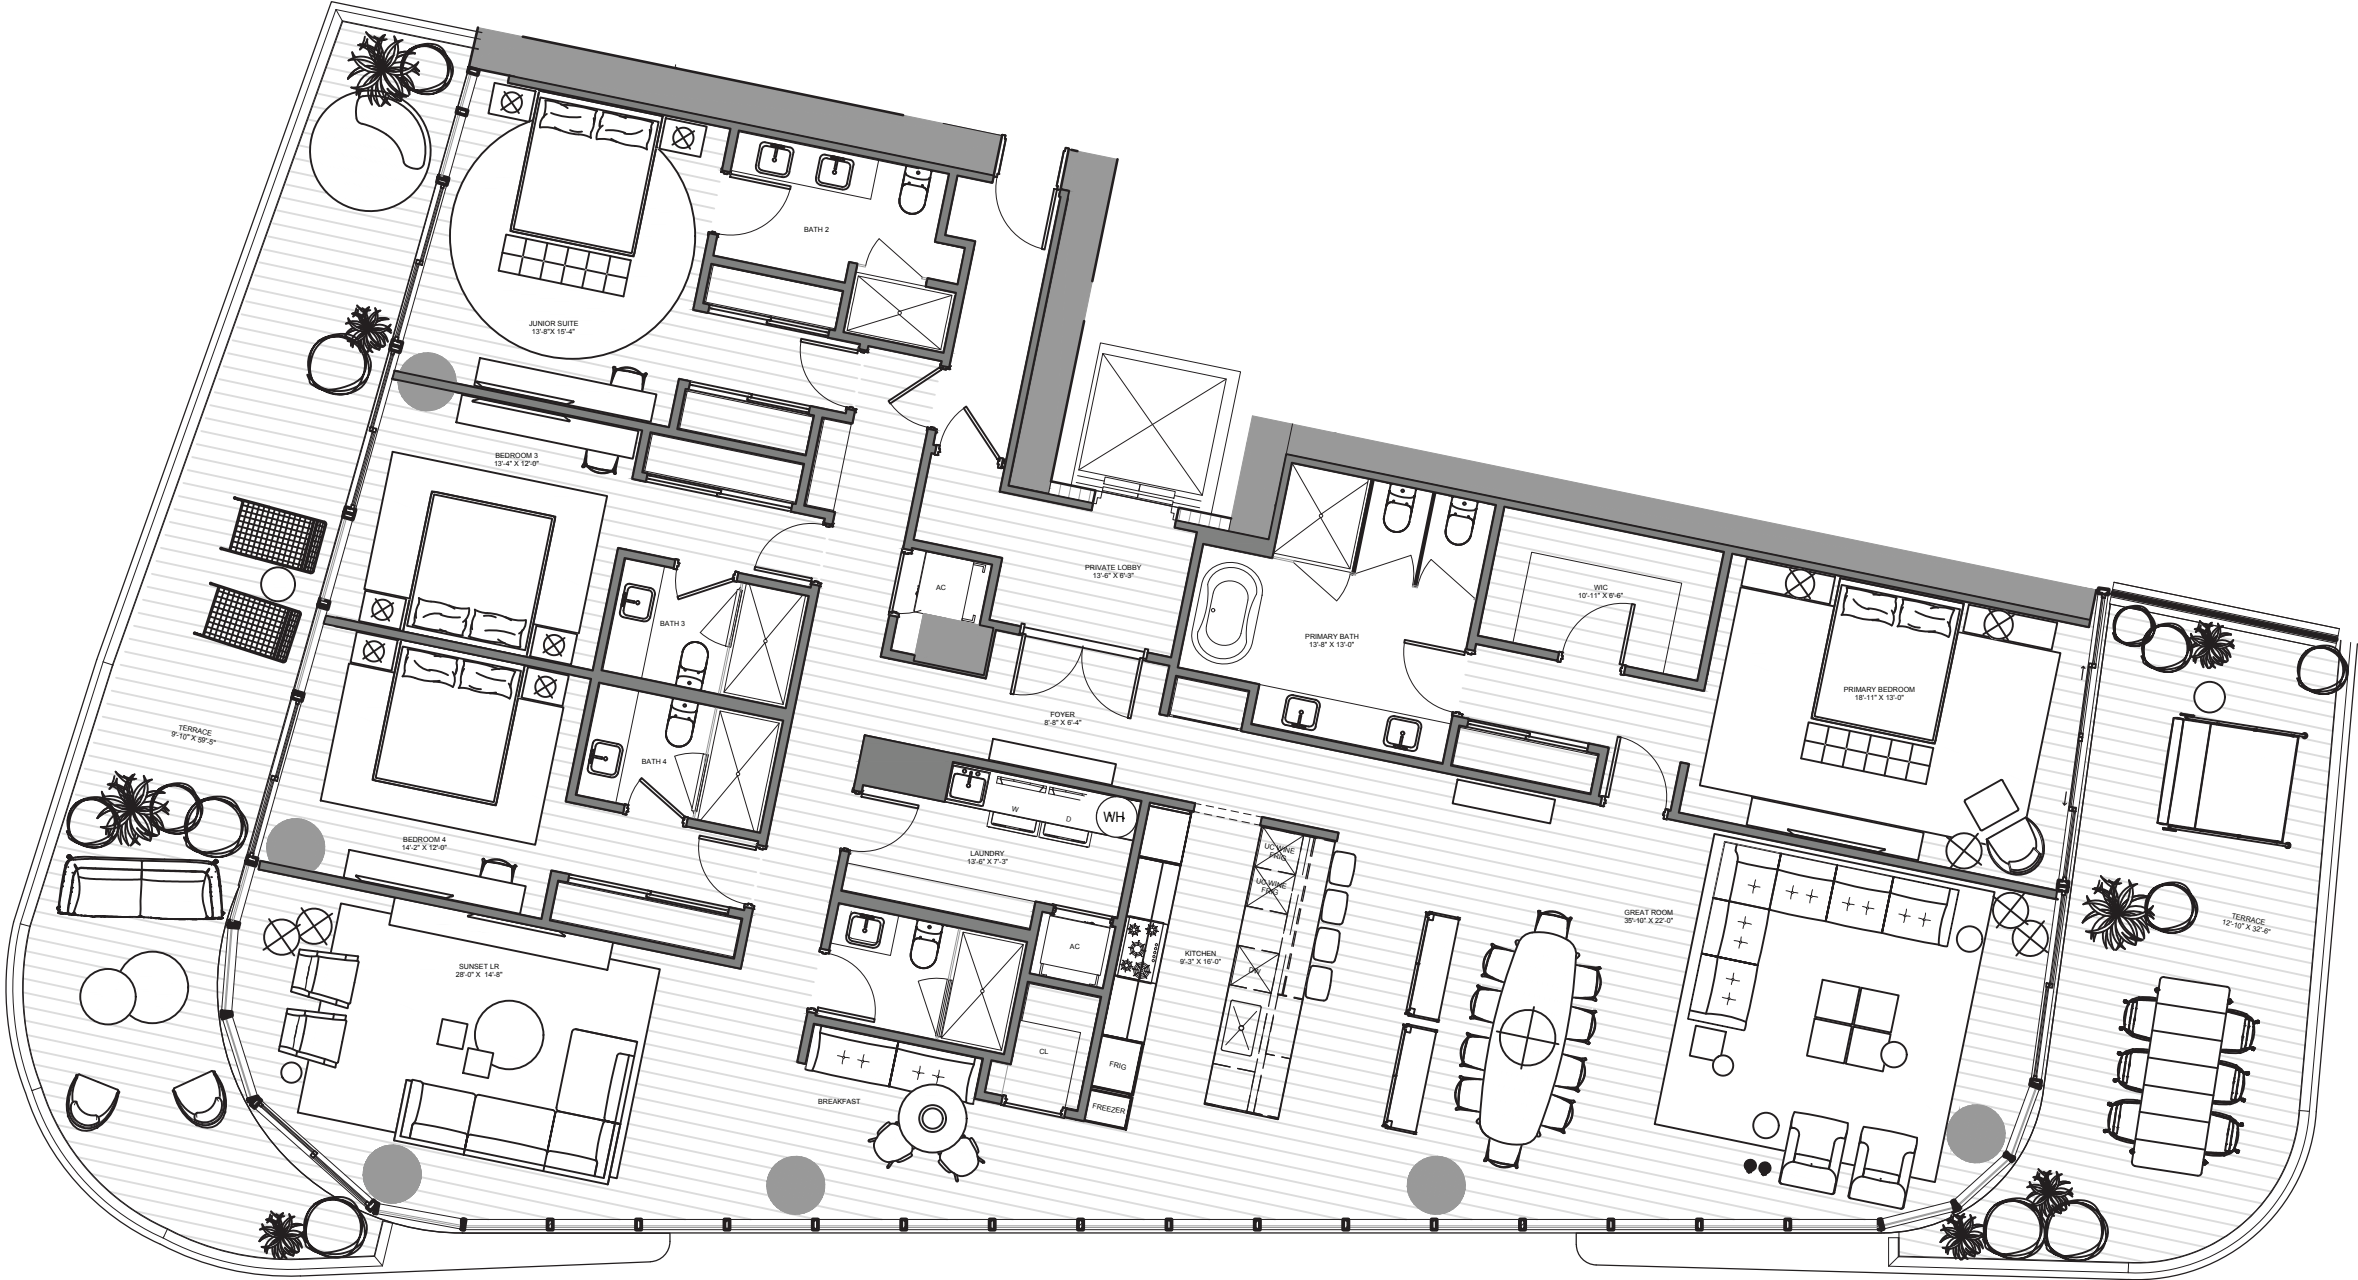 BATH 2
JUNIOR SUITE
13'-8"X 15'-4"
BEDROOM 3
13'-4" X 12'-0"
AC
PRIVATE LOBBY
13'-6" X 6'-3"
WIC
10'-11" X 6'-6"
BATH 3
PRIMARY BATH
13'-8" X 13'-0"
PRIMARY BEDROOM
18'-11" X 13'-0"
TERRACE
9'-10" X 59'-5"
FOYER
8'-8" X 6'-4"
BATH 4
W
D
WH
BEDROOM 4
14'-2" X 12'-0"
LAUNDRY
13'-6" X 7'-3"
UC WINE
FRIG
UC WINE
FRIG
GREAT ROOM
35'-10" X 22'-0"
TERRACE
12'-10" X 32'-6"
AC
KITCHEN
9'-3" X 16'-0"
SUNSET LR
28'-0" X 14'-8"
DW
CL
FRIG
BREAKFAST
FREEZER